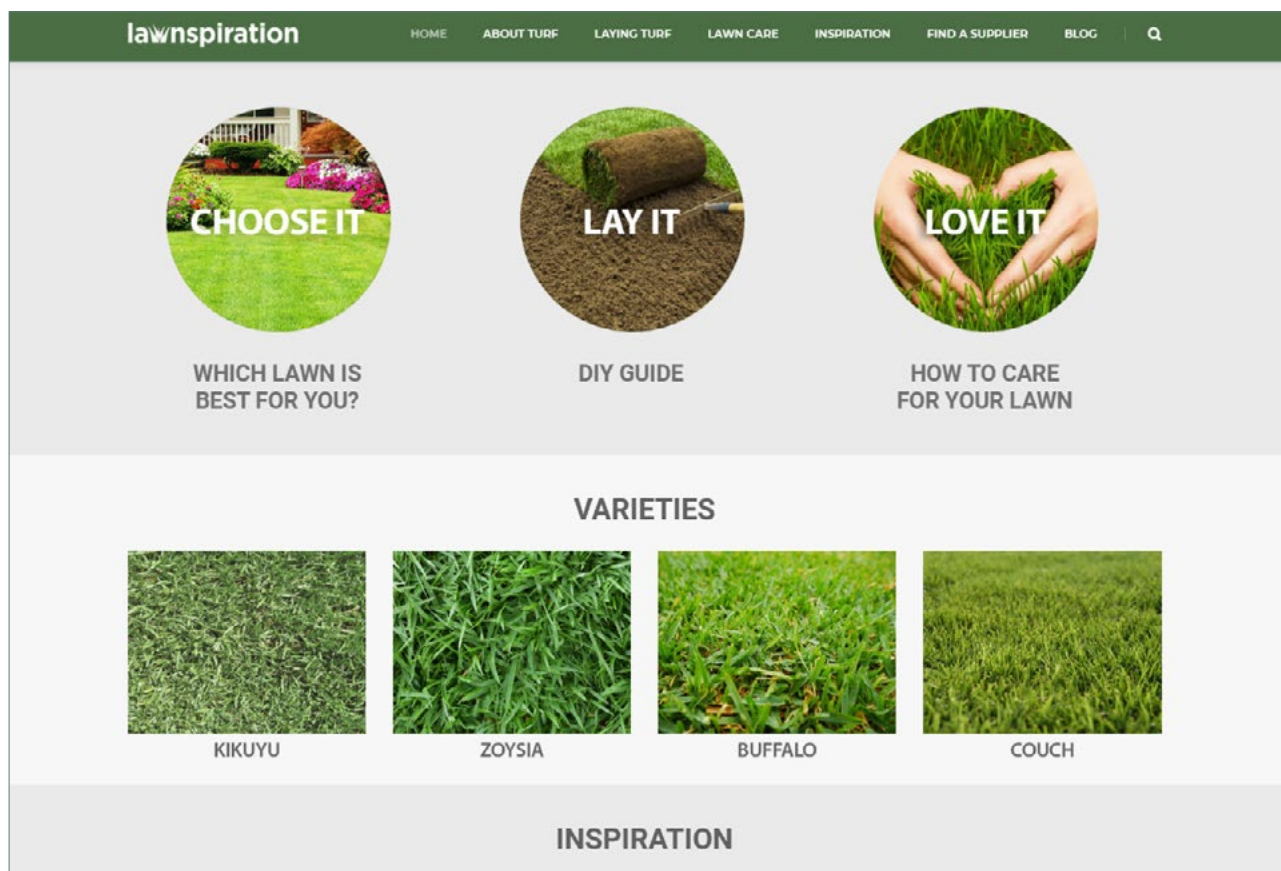 lawnspiration
HOME ABOUT TURF LAYING TURF LAWN CARE INSPIRATION FIND A SUPPLIER BLOG
CHOOSE IT
LAY IT
LOVE IT
WHICH LAWN IS
BEST FOR YOU?
DIY GUIDE
HOW TO CARE
FOR YOUR LAWN
VARIETIES
KIKUYU
ZOYSIA
BUFFALO
COUCH
INSPIRATION